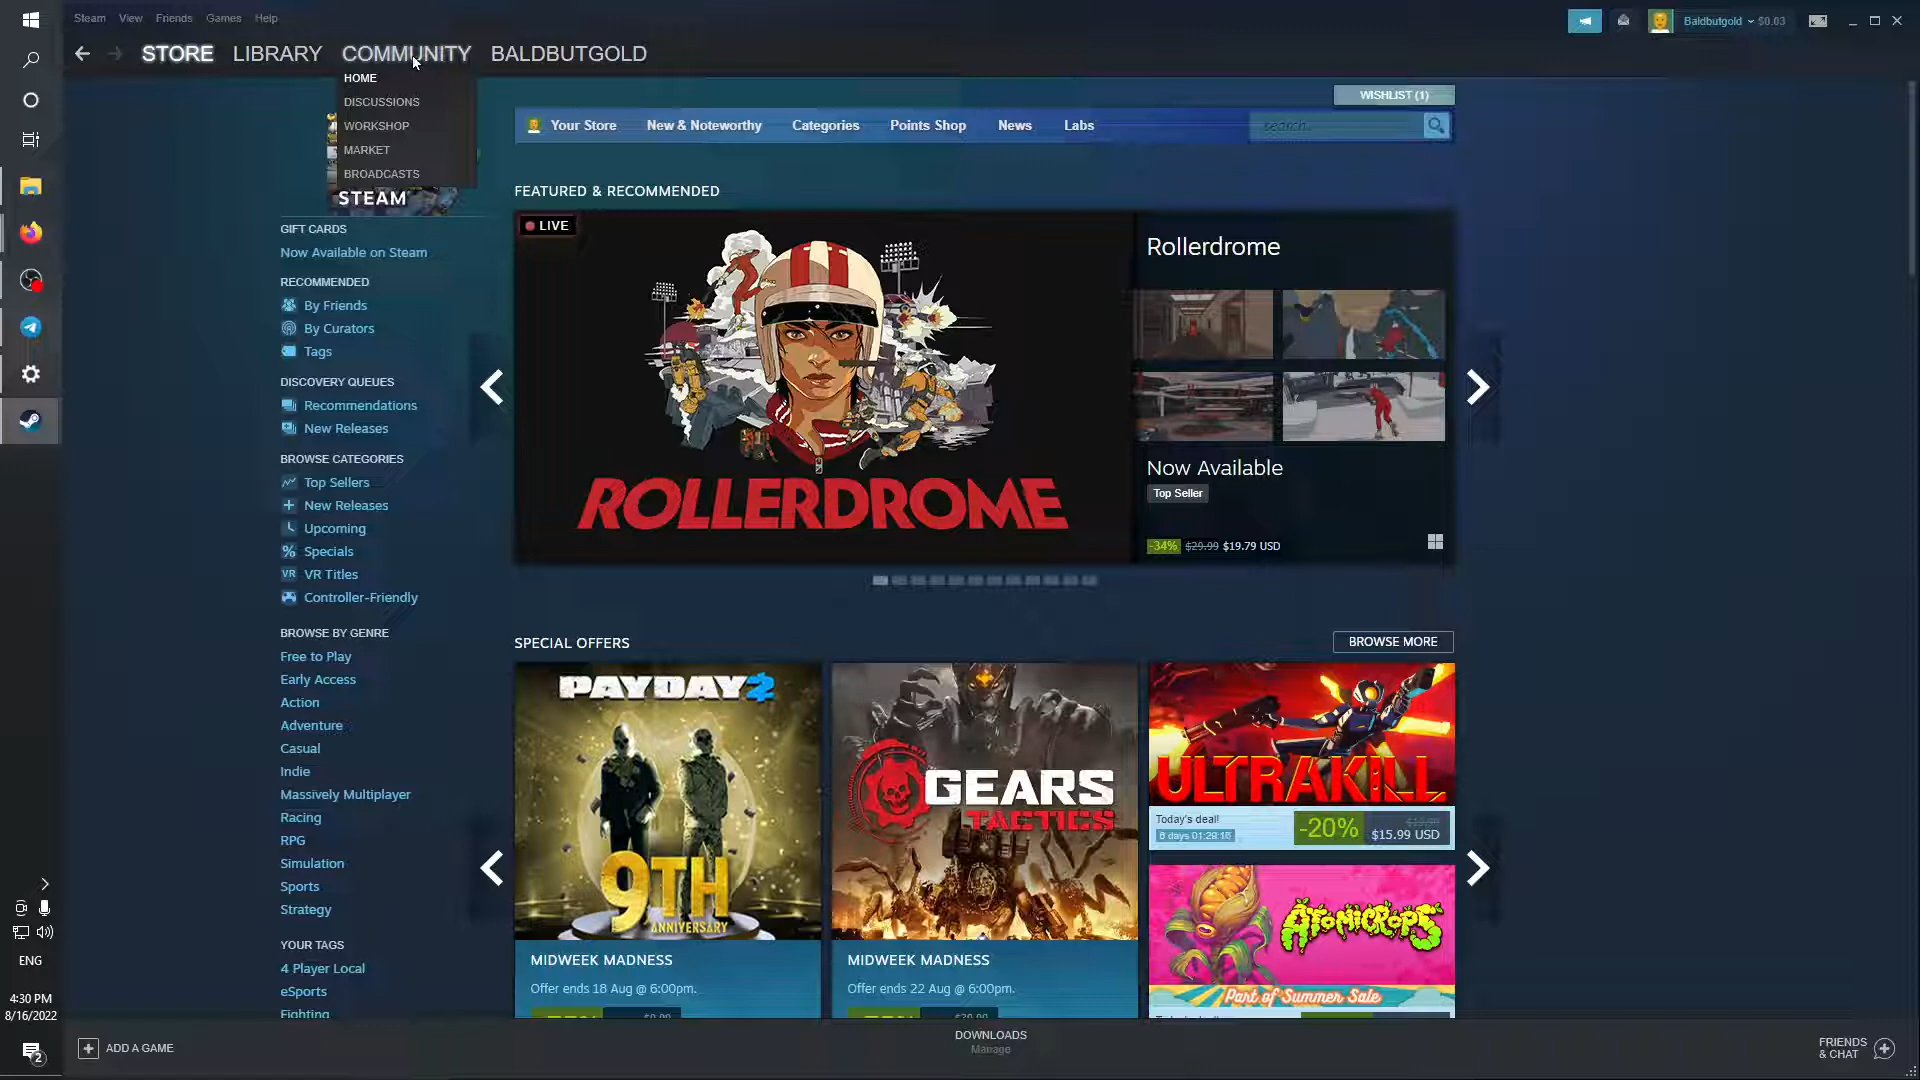 Steam View Friends Games Help
Baldbutgold $0.03
STORE LIBRARY COMMUNITY BALDBUTGOLD
HOME
DISCUSSIONS
WORKSHOP
MARKET
BROADCASTS
STEAM
WISHLIST (1)
Your Store New & Noteworthy Categories Points Shop News Labs search
GIFT CARDS
Now Available on Steam
RECOMMENDED
By Friends
By Curators
Tags
DISCOVERY QUEUES
Recommendations
New Releases
BROWSE CATEGORIES
Top Sellers
New Releases
Upcoming
% Specials
VR VR Titles
Controller-Friendly
BROWSE BY GENRE
Free to Play
Early Access
Action
Adventure
Casual
Indie
Massively Multiplayer
Racing
RPG
Simulation
Sports
Strategy
YOUR TAGS
4 Player Local
eSports
Fighting
FEATURED & RECOMMENDED
LIVE
ROLLERDROME
Rollerdrome
Now Available
Top Seller
-34% $29.99 $19.79 USD
SPECIAL OFFERS
BROWSE MORE
PAYDAY 2
9TH
ANNIVERSARY
MIDWEEK MADNESS
Offer ends 18 Aug @ 6:00pm.
GEARS
TACTICS
MIDWEEK MADNESS
Offer ends 22 Aug @ 6:00pm.
ULTRAKILL
Today's deal!
-20%
$15.99 USD
ATOMICROPS
Part of Summer Sale
ENG
4:30 PM
8/16/2022
2
ADD A GAME
DOWNLOADS
Manage
FRIENDS
& CHAT